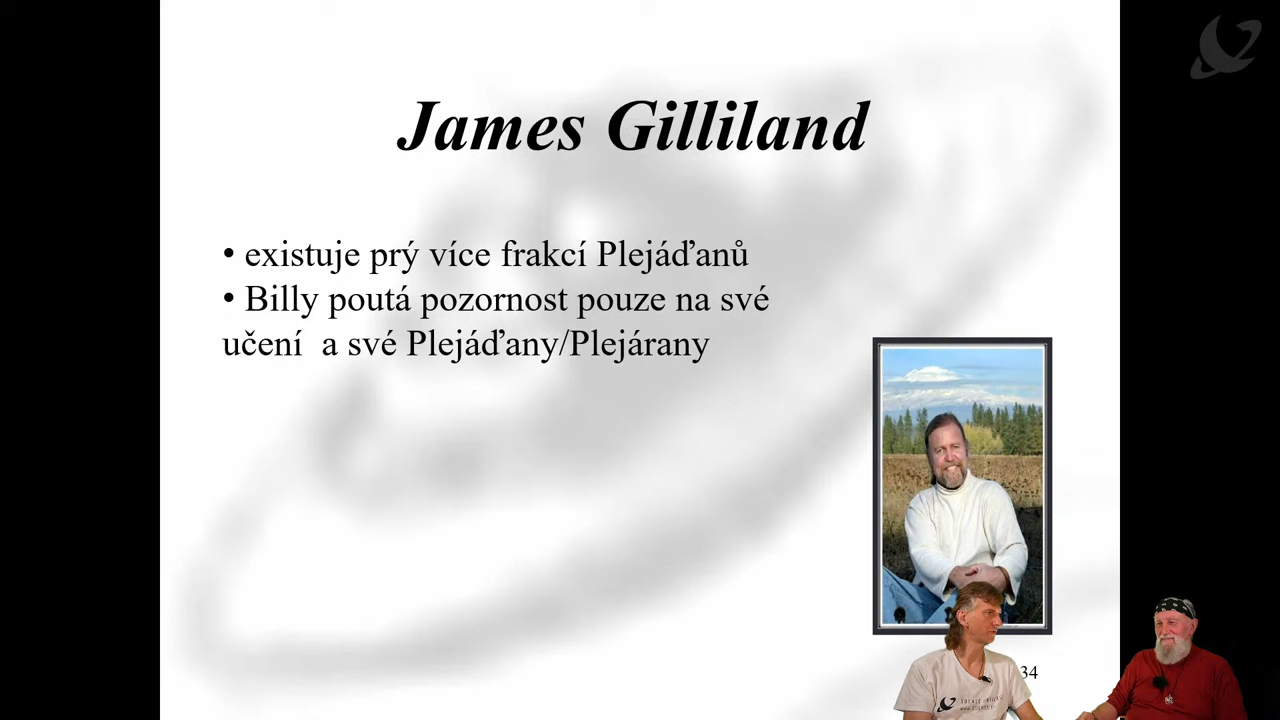 James Gilliland
• existuje prý více frakcí Plejáďanů
• Billy poutá pozornost pouze na své
učení a své Plejáďany/Plejárany
34